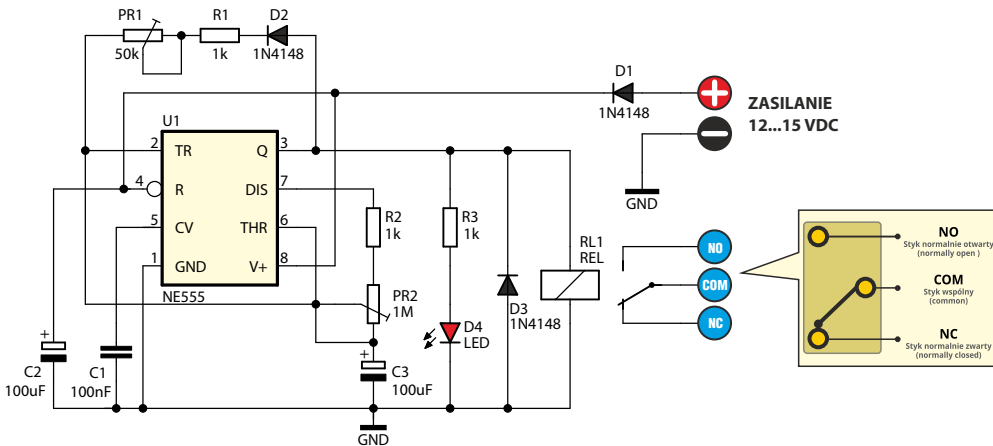 PR1
50k
R1
1k
D2
1N4148
D1
1N4148
+
−
ZASILANIE
12...15 VDC
GND
U1
2 TR Q 3
4 R DIS 7
5 CV THR 6
1 GND V+ 8
NE555
R2
1k
PR2
1M
R3
1k
D4
LED
D3
1N4148
RL1
REL
+
C2
100uF
C1
100nF
+
C3
100uF
GND
NO
COM
NC
NO
Styk normalnie otwarty
(normally open )
COM
Styk wspólny
(common)
NC
Styk normalnie zwarty
(normally closed)